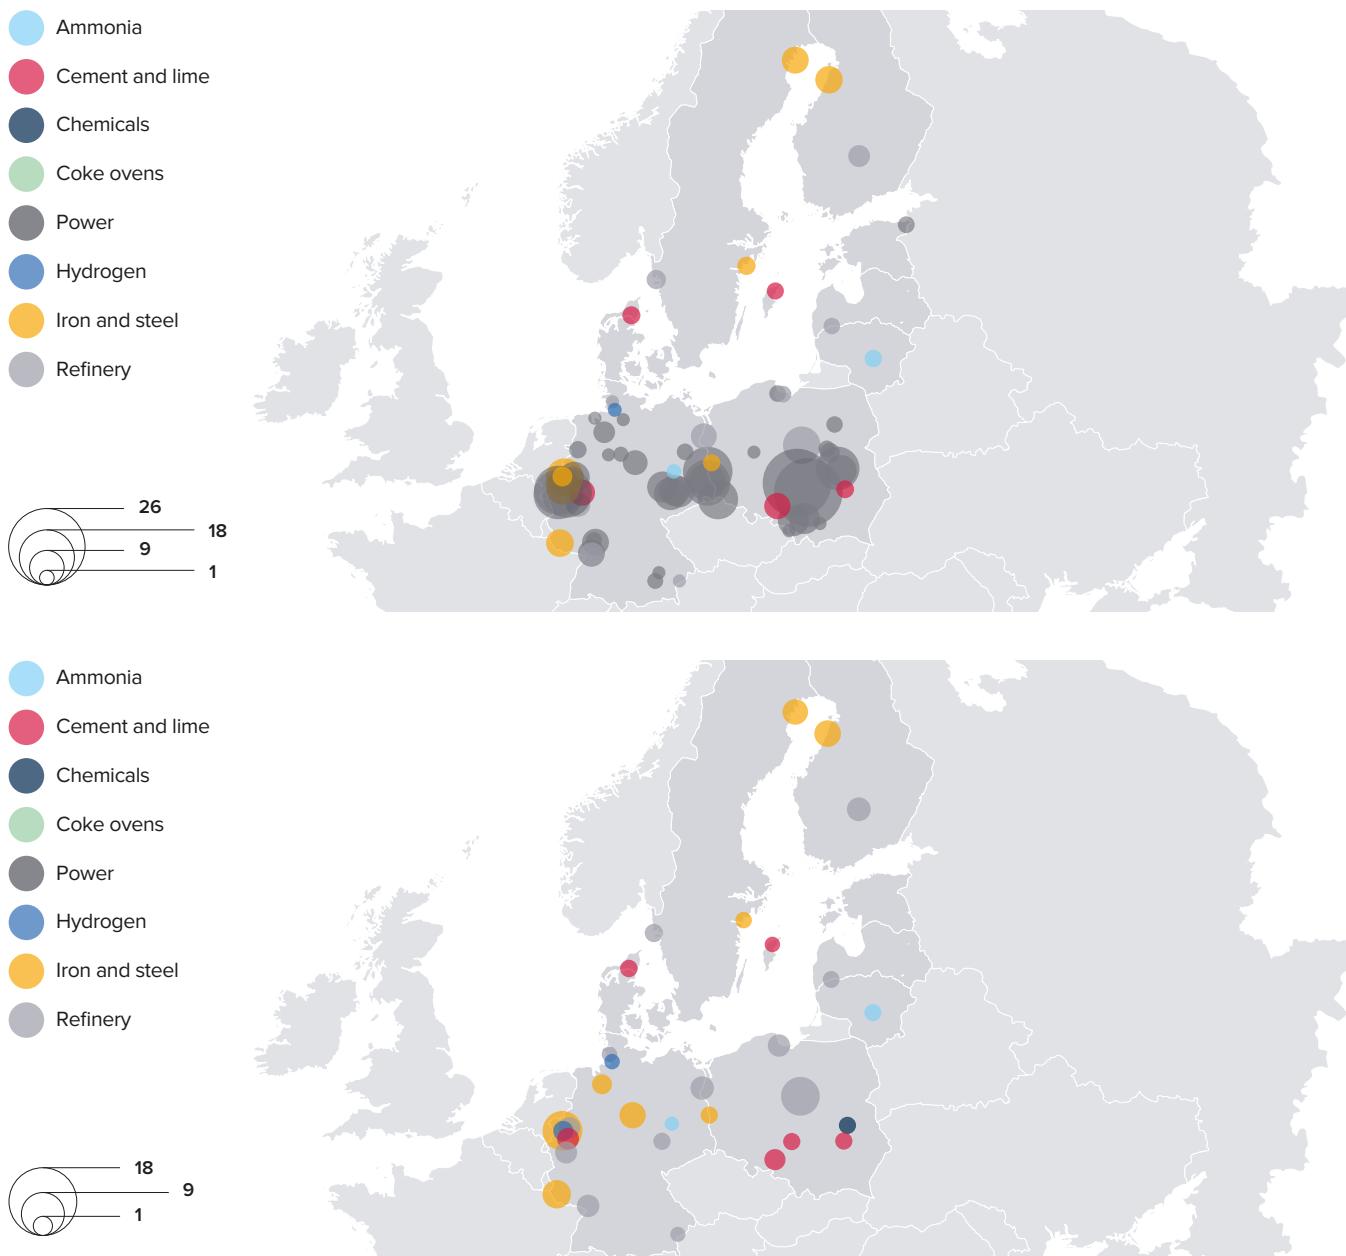 Ammonia
Cement and lime
Chemicals
Coke ovens
Power
Hydrogen
Iron and steel
Refinery
26
18
9
1
Ammonia
Cement and lime
Chemicals
Coke ovens
Power
Hydrogen
Iron and steel
Refinery
18
9
1